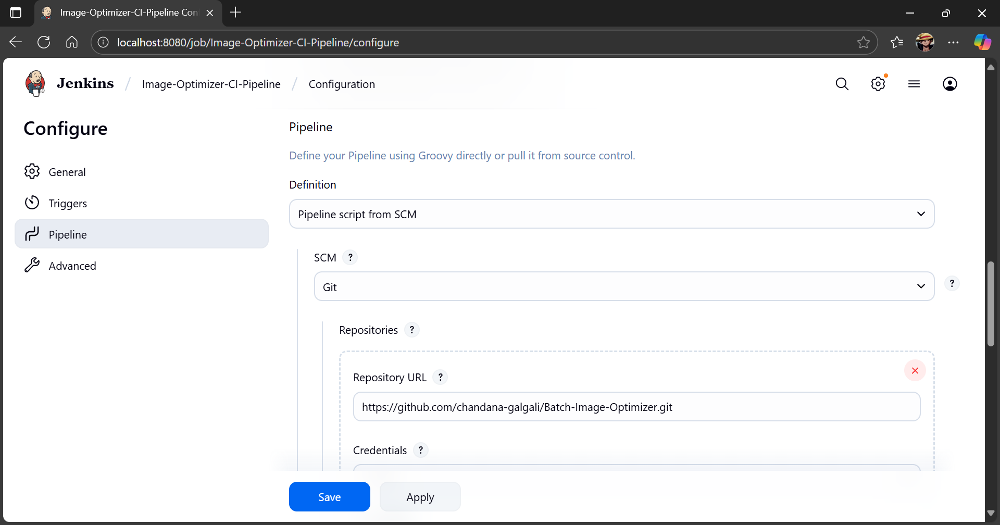 Image-Optimizer-CI-Pipeline Con
localhost:8080/job/Image-Optimizer-CI-Pipeline/configure
Jenkins / Image-Optimizer-CI-Pipeline / Configuration
Configure
General
Triggers
Pipeline
Advanced
Pipeline
Define your Pipeline using Groovy directly or pull it from source control.
Definition
Pipeline script from SCM
SCM ?
Git
?
Repositories ?
Repository URL ?
https://github.com/chandana-galgali/Batch-Image-Optimizer.git
Credentials ?
Save
Apply